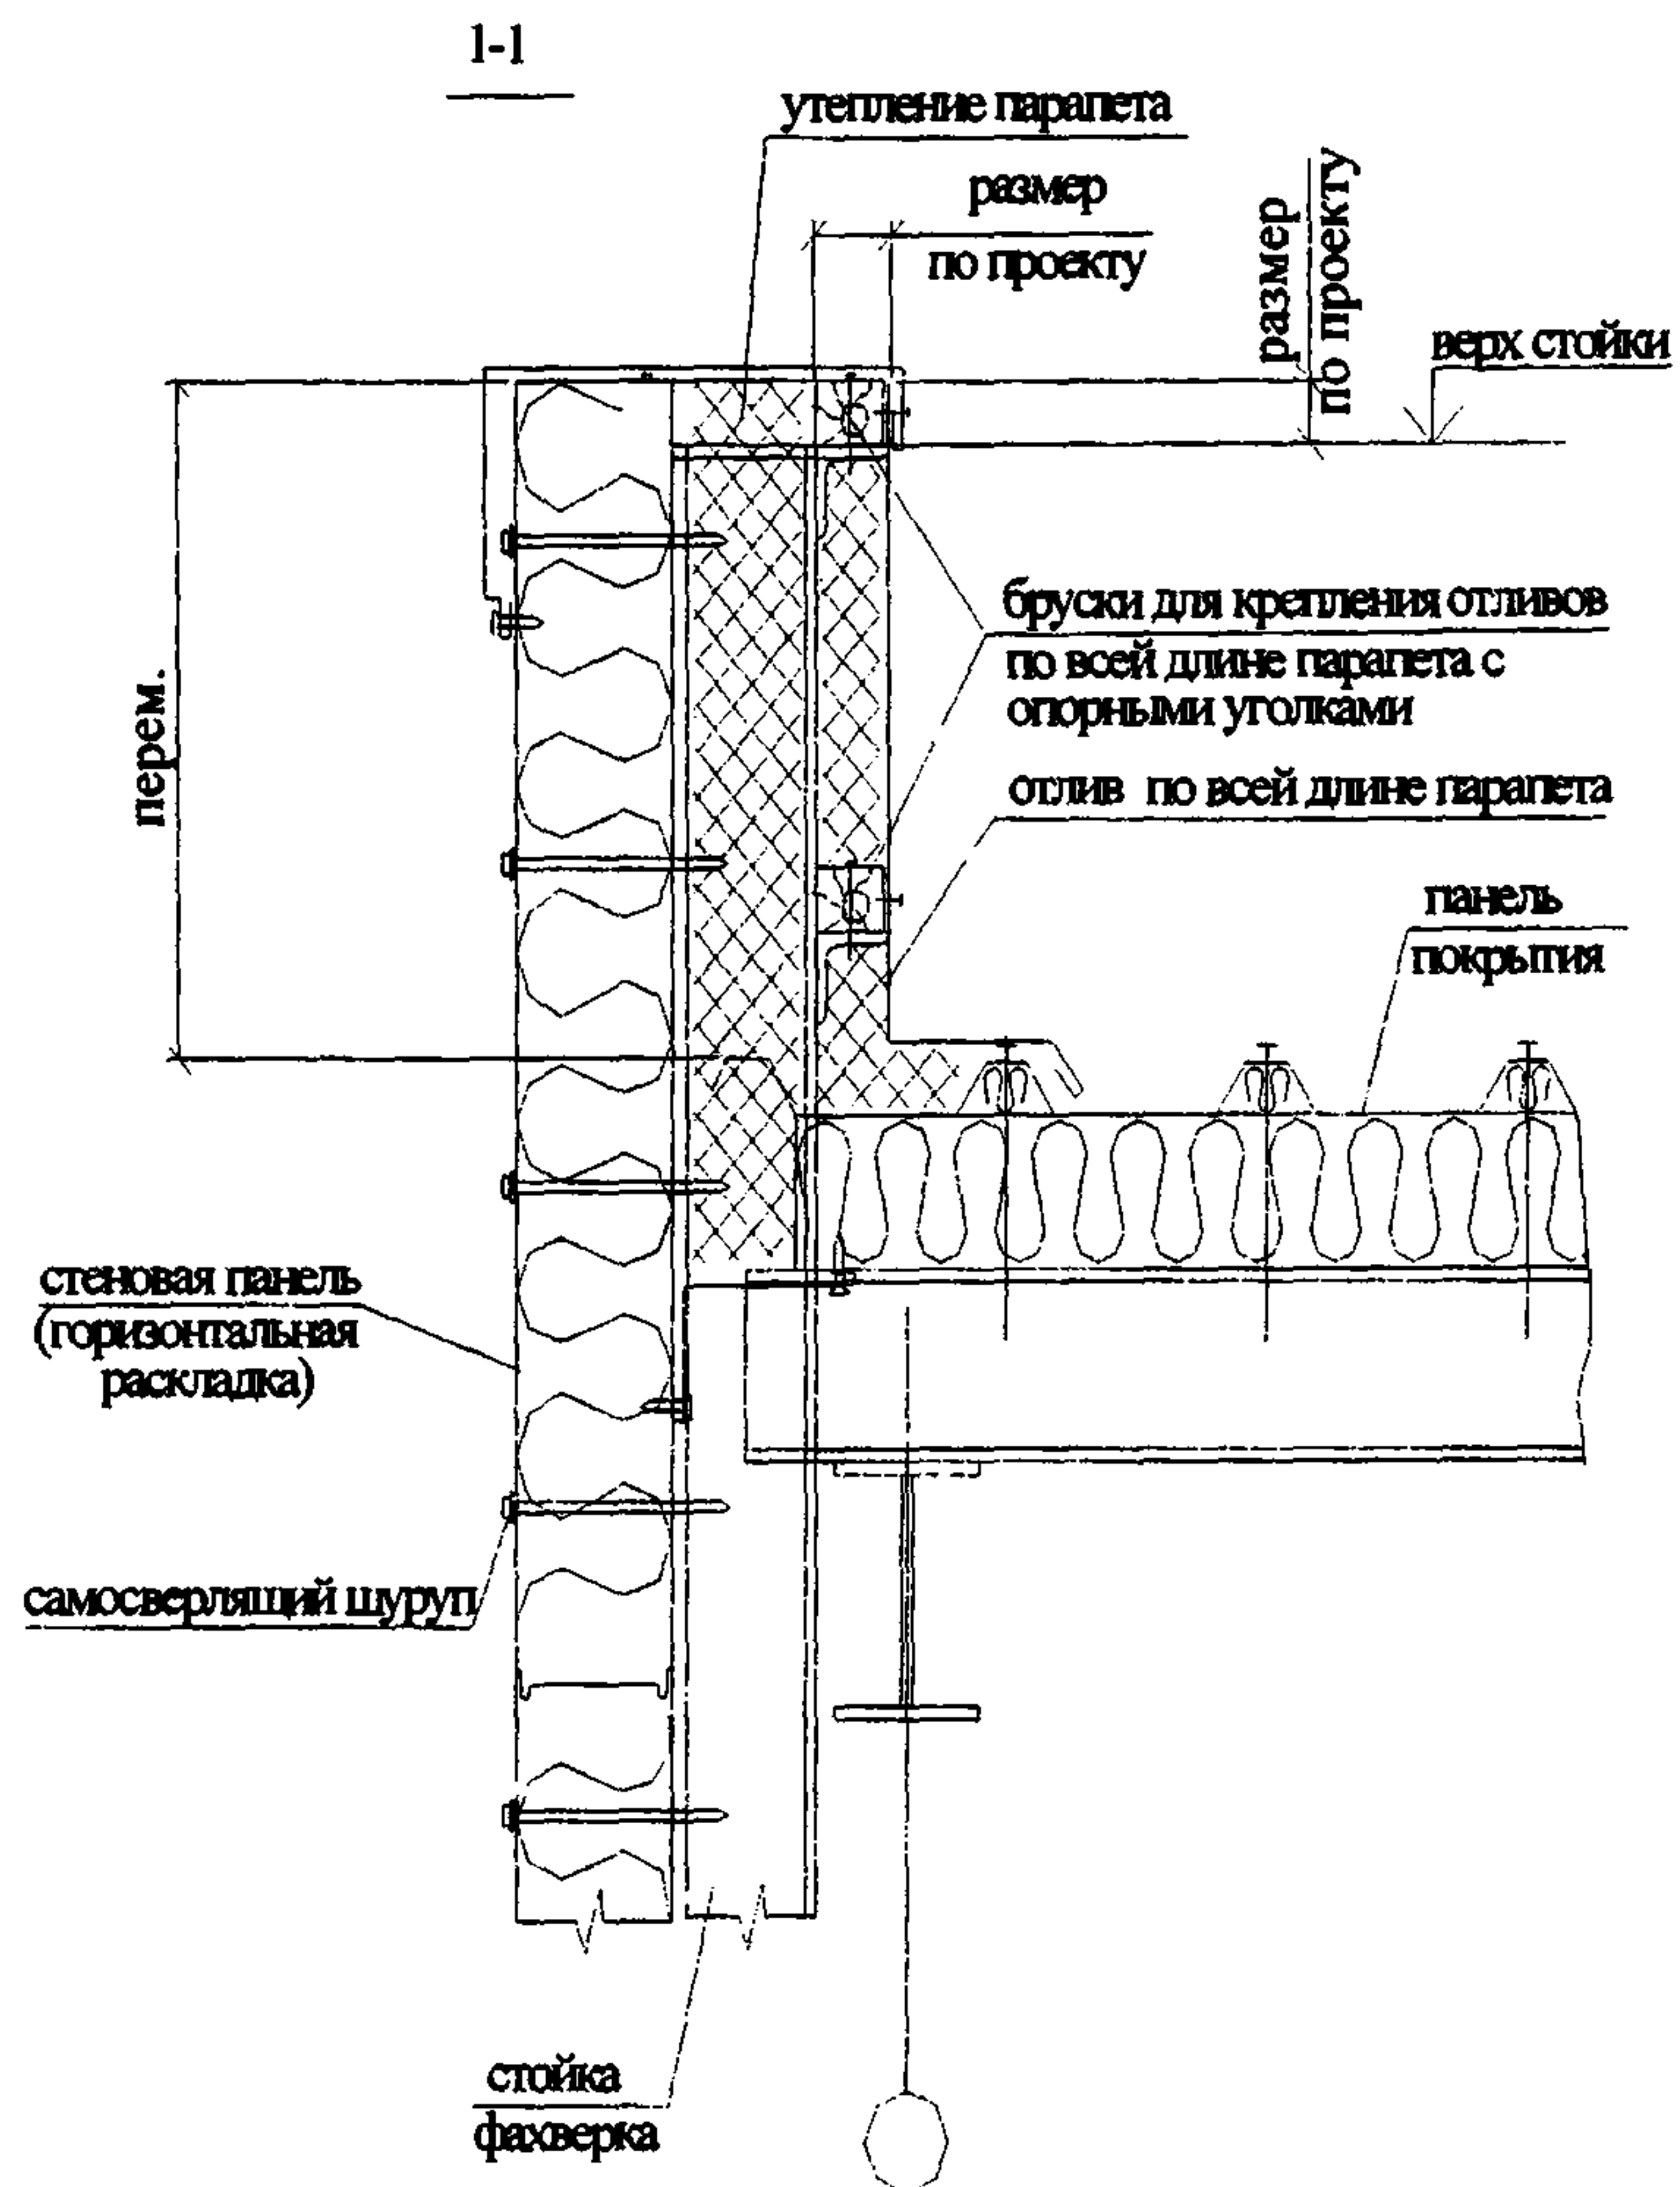 1-1
утепление парапета
размер
по проекту
размер
по проекту
верх стойки
бруски для крепления отливов
по всей длине парапета с
опорными уголками
отлив по всей длине парапета
панель
покрытия
перем.
стеновая панель
(горизонтальная
раскладка)
самосверлящий шуруп
стойка
фахверка